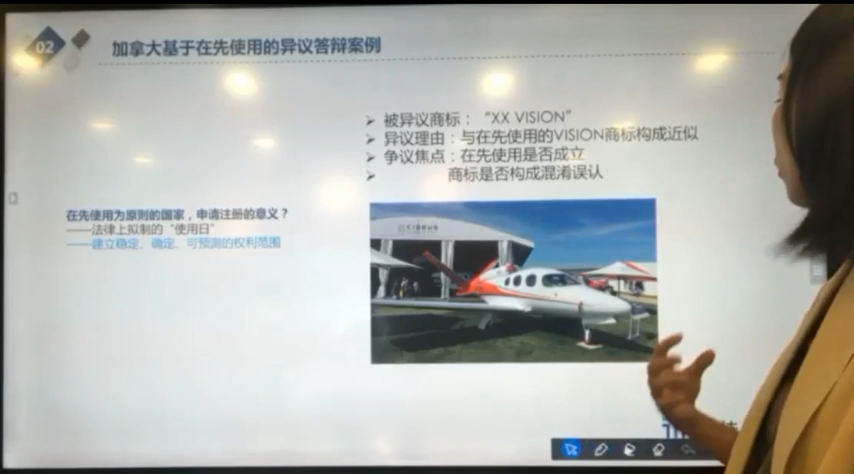 02
加拿大基于在先使用的异议答辩案例
➢ 被异议商标：“XX VISION”
➢ 异议理由：与在先使用的VISION商标构成近似
➢ 争议焦点：在先使用是否成立
➢ 商标是否构成混淆误认
在先使用为原则的国家，申请注册的意义？
——法律上拟制的“使用日”
——建立稳定、确定、可预测的权利范围
CIRRUS